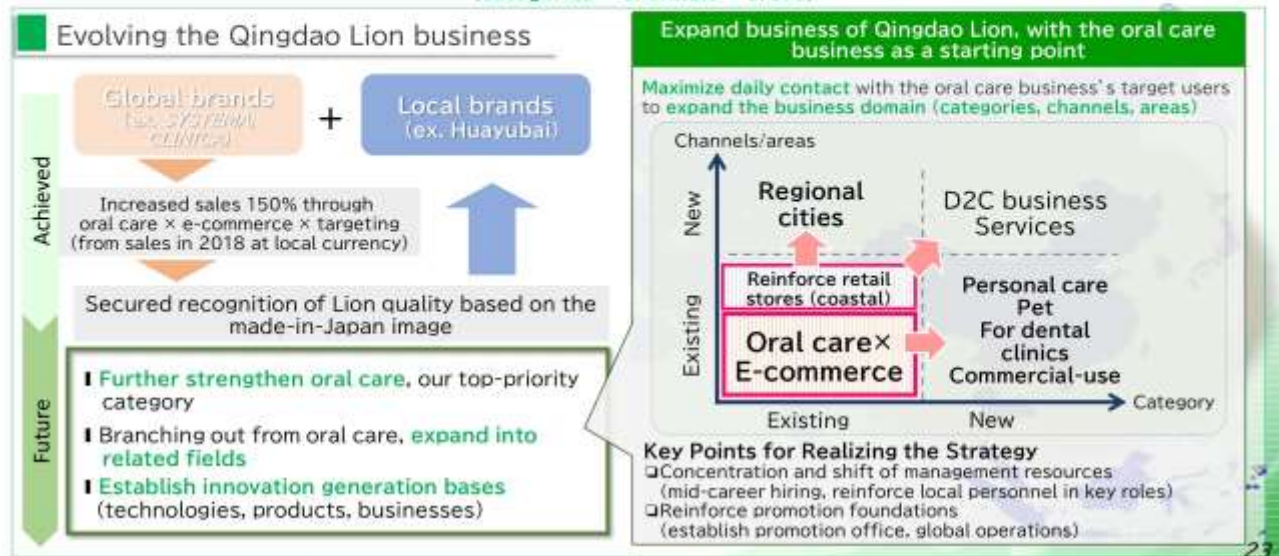 Evolving the Qingdao Lion business
Achieved
Future
Global brands
(ex. SYSTEMA
CLINICA)
+
Local brands
(ex. Huayubai)
Increased sales 150% through
oral care × e-commerce × targeting
(from sales in 2018 at local currency)
Secured recognition of Lion quality based on the
made-in-Japan image
Further strengthen oral care, our top-priority
category
Branching out from oral care, expand into
related fields
Establish innovation generation bases
(technologies, products, businesses)
Expand business of Qingdao Lion, with the oral care
business as a starting point
Maximize daily contact with the oral care business's target users
to expand the business domain (categories, channels, areas)
Channels/areas
New
Existing
Regional
cities
D2C business
Services
Reinforce retail
stores (coastal)
Oral care×
E-commerce
Personal care
Pet
For dental
clinics
Commercial-use
Category
Existing
New
Key Points for Realizing the Strategy
❏Concentration and shift of management resources
(mid-career hiring, reinforce local personnel in key roles)
❏Reinforce promotion foundations
(establish promotion office, global operations)
23